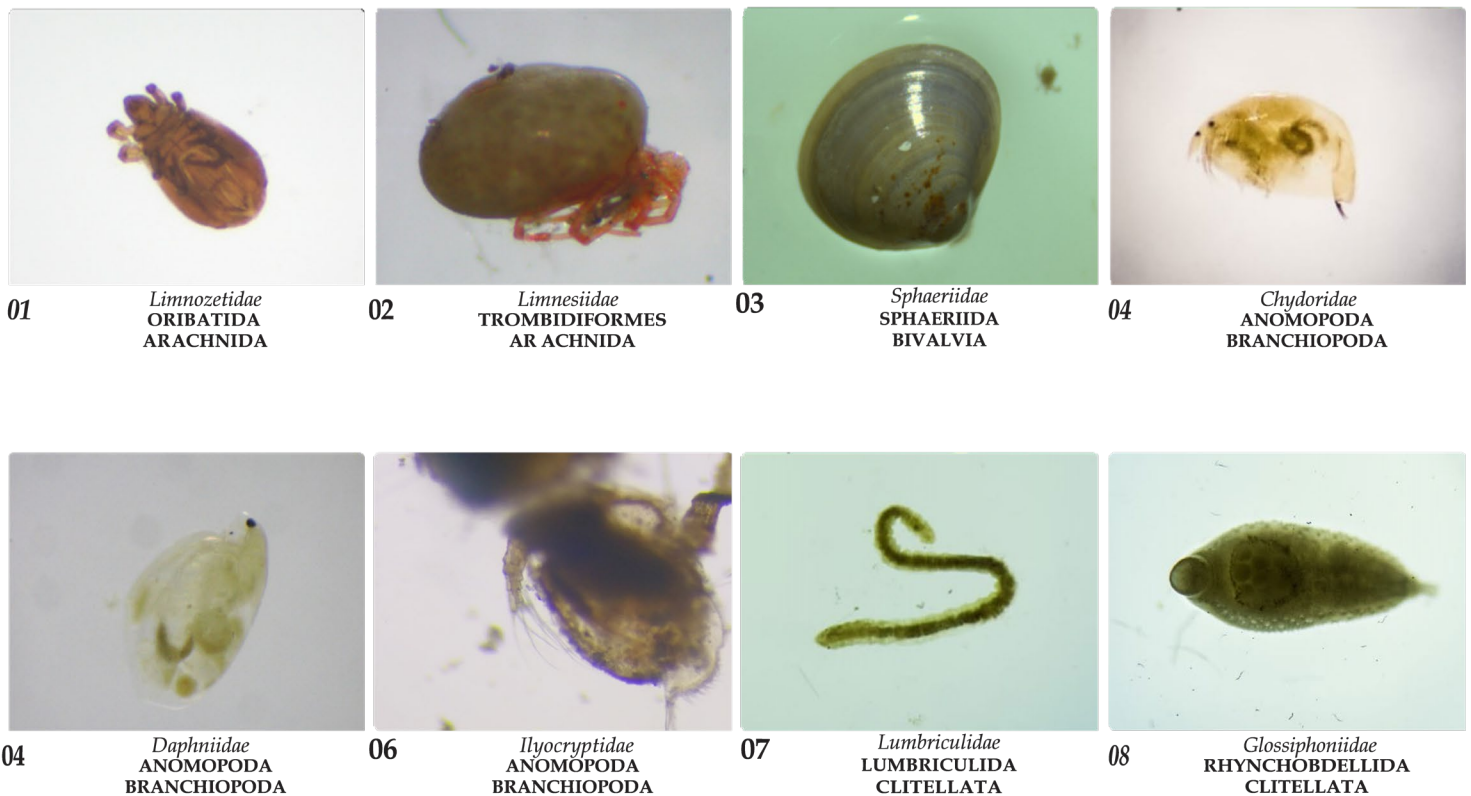 01
Limnozetidae
ORIBATIDA
ARACHNIDA
02
Limnesiidae
TROMBIDIFORMES
AR ACHNIDA
03
Sphaeriidae
SPHAERIIDA
BIVALVIA
04
Chydoridae
ANOMOPODA
BRANCHIOPODA
04
Daphniidae
ANOMOPODA
BRANCHIOPODA
06
Ilyocryptidae
ANOMOPODA
BRANCHIOPODA
07
Lumbriculidae
LUMBRICULIDA
CLITELLATA
08
Glossiphoniidae
RHYNCHOBDELLIDA
CLITELLATA